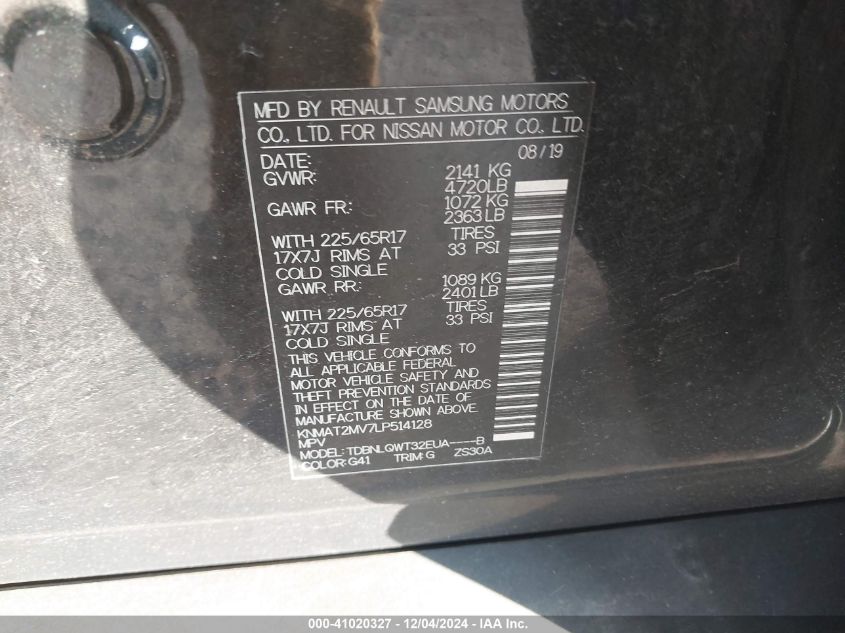 MFD BY RENAULT SAMSUNG MOTORS
CO., LTD. FOR NISSAN MOTOR CO., LTD.
DATE: 08/19
GVWR: 2141 KG
4720LB
GAWR FR.: 1072 KG
2363LB
WITH 225/65R17 TIRES
17X7J RIMS AT 33 PSI
COLD SINGLE
GAWR RR.: 1089 KG
2401LB
WITH 225/65R17 TIRES
17X7J RIMS AT 33 PSI
COLD SINGLE
THIS VEHICLE CONFORMS TO
ALL APPLICABLE FEDERAL
MOTOR VEHICLE SAFETY AND
THEFT PREVENTION STANDARDS
IN EFFECT ON THE DATE OF
MANUFACTURE SHOWN ABOVE.
KNMAT2MV7LP514128
MPV
MODEL: TDBNLQWT32EUA----B
COLOR:G41 TRIM:G ZS30A
000-41020327 - 12/04/2024 - IAA Inc.